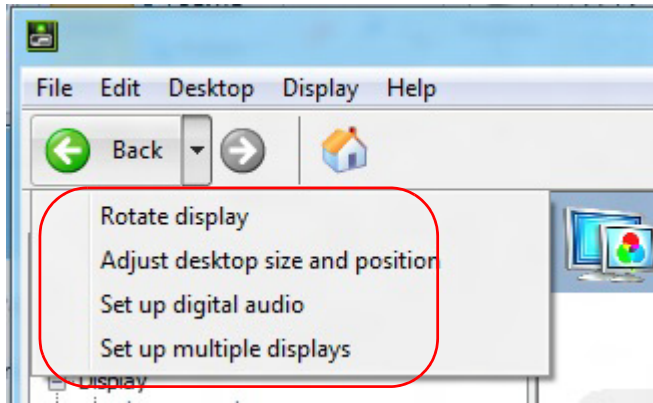 File Edit Desktop Display Help
Back
Rotate display
Adjust desktop size and position
Set up digital audio
Set up multiple displays
Display